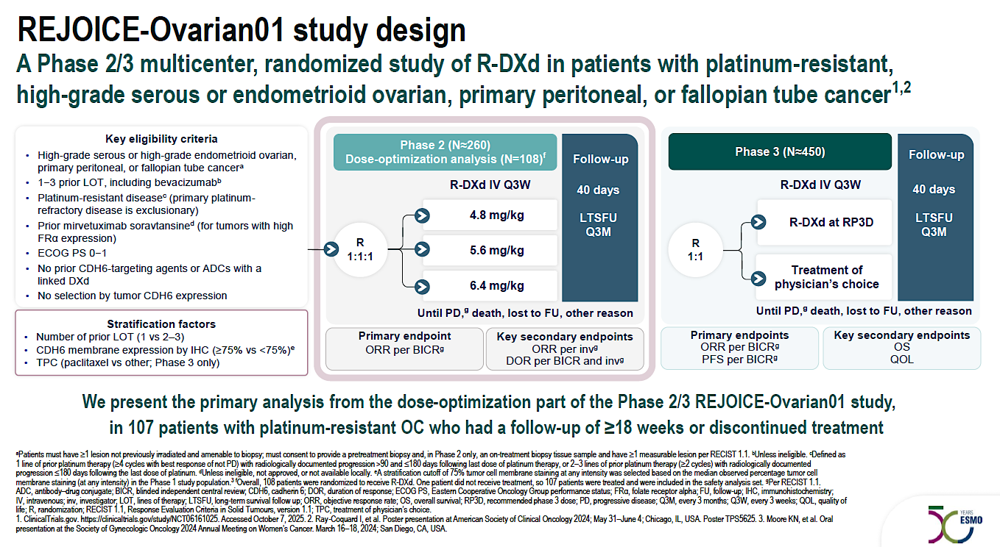 REJOICE-Ovarian01 study design
A Phase 2/3 multicenter, randomized study of R-DXd in patients with platinum-resistant,
high-grade serous or endometrioid ovarian, primary peritoneal, or fallopian tube cancer1,2
Key eligibility criteria
• High-grade serous or high-grade endometrioid ovarian,
primary peritoneal, or fallopian tube cancerᵃ
• 1–3 prior LOT, including bevacizumabᵇ
• Platinum-resistant diseaseᶜ (primary platinum-
refractory disease is exclusionary)
• Prior mirvetuximab soravtansineᵈ (for tumors with high
FRα expression)
• ECOG PS 0–1
• No prior CDH6-targeting agents or ADCs with a
linked DXd
• No selection by tumor CDH6 expression
Stratification factors
• Number of prior LOT (1 vs 2–3)
• CDH6 membrane expression by IHC (≥75% vs <75%)ᵉ
• TPC (paclitaxel vs other; Phase 3 only)
Phase 2 (N≈260)
Dose-optimization analysis (N=108)ᶠ
R-DXd IV Q3W
R
1:1:1
4.8 mg/kg
5.6 mg/kg
6.4 mg/kg
Follow-up
40 days
LTSFU
Q3M
Until PD,ᵍ death, lost to FU, other reason
Primary endpoint
ORR per BICRᵍ
Key secondary endpoints
ORR per invᵍ
DOR per BICR and invᵍ
Phase 3 (N≈450)
R-DXd IV Q3W
R
1:1
R-DXd at RP3D
Treatment of
physician's choice
Follow-up
40 days
LTSFU
Q3M
Until PD,ᵍ death, lost to FU, other reason
Primary endpoints
ORR per BICRᵍ
PFS per BICRᵍ
Key secondary endpoints
OS
QOL
We present the primary analysis from the dose-optimization part of the Phase 2/3 REJOICE-Ovarian01 study,
in 107 patients with platinum-resistant OC who had a follow-up of ≥18 weeks or discontinued treatment
ᵃPatients must have ≥1 lesion not previously irradiated and amenable to biopsy; must consent to provide a pretreatment biopsy and, in Phase 2 only, an on-treatment biopsy tissue sample and have ≥1 measurable lesion per RECIST 1.1. ᵇUnless ineligible. ᶜDefined as
1 line of prior platinum therapy (≥4 cycles with best response of not PD) with radiologically documented progression >90 and ≤180 days following last dose of platinum therapy, or 2–3 lines of prior platinum therapy (≥2 cycles) with radiologically documented
progression ≤180 days following the last dose of platinum. ᵈUnless ineligible, not approved, or not available locally. ᵉA stratification cutoff of 75% tumor cell membrane staining at any intensity was selected based on the median observed percentage tumor cell
membrane staining (at any intensity) in the Phase 1 study population.³ ᶠOverall, 108 patients were randomized to receive R-DXd. One patient did not receive treatment, so 107 patients were treated and were included in the safety analysis set. ᵍPer RECIST 1.1.
ADC, antibody–drug conjugate; BICR, blinded independent central review; CDH6, cadherin 6; DOR, duration of response; ECOG PS, Eastern Cooperative Oncology Group performance status; FRα, folate receptor alpha; FU, follow-up; IHC, immunohistochemistry;
IV, intravenous; inv, investigator; LOT, lines of therapy; LTSFU, long-term survival follow up; ORR, objective response rate; OS, overall survival; RP3D, recommended phase 3 dose; PD, progressive disease; Q3M, every 3 months; Q3W, every 3 weeks; QOL, quality of
life; R, randomization; RECIST 1.1, Response Evaluation Criteria in Solid Tumours, version 1.1; TPC, treatment of physician's choice.
1. ClinicalTrials.gov. https://clinicaltrials.gov/study/NCT06161025. Accessed October 7, 2025. 2. Ray-Coquard I, et al. Poster presentation at American Society of Clinical Oncology 2024; May 31–June 4; Chicago, IL, USA. Poster TPS5625. 3. Moore KN, et al. Oral
presentation at the Society of Gynecologic Oncology 2024 Annual Meeting on Women's Cancer. March 16–18, 2024; San Diego, CA, USA.
50 YEARS
ESMO